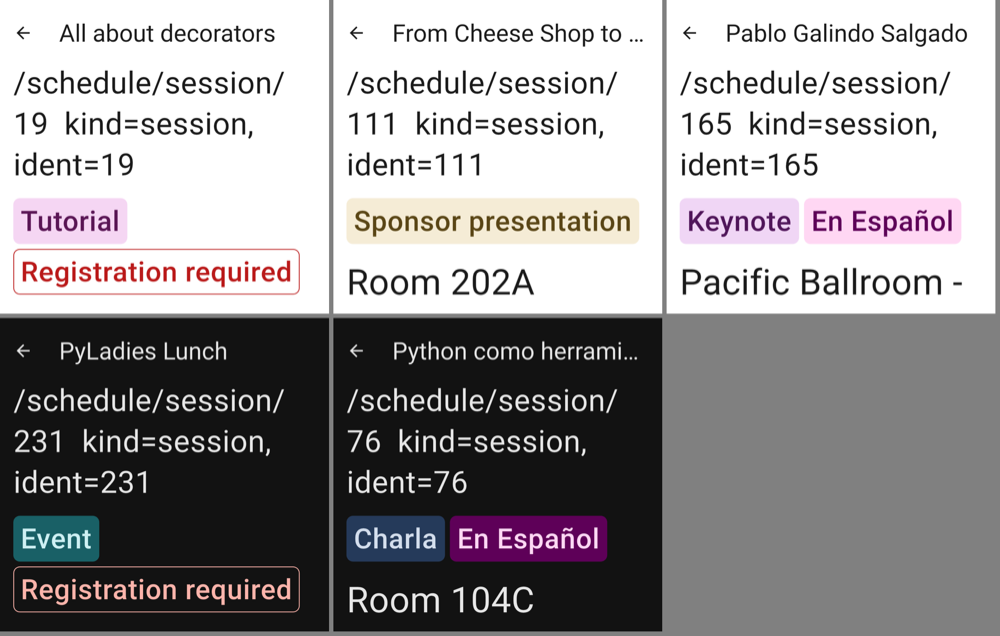 ← All about decorators
/schedule/session/
19 kind=session,
ident=19
Tutorial
Registration required
← From Cheese Shop to …
/schedule/session/
111 kind=session,
ident=111
Sponsor presentation
Room 202A
← Pablo Galindo Salgado
/schedule/session/
165 kind=session,
ident=165
Keynote En Español
Pacific Ballroom -
← PyLadies Lunch
/schedule/session/
231 kind=session,
ident=231
Event
Registration required
← Python como herrami…
/schedule/session/
76 kind=session,
ident=76
Charla En Español
Room 104C